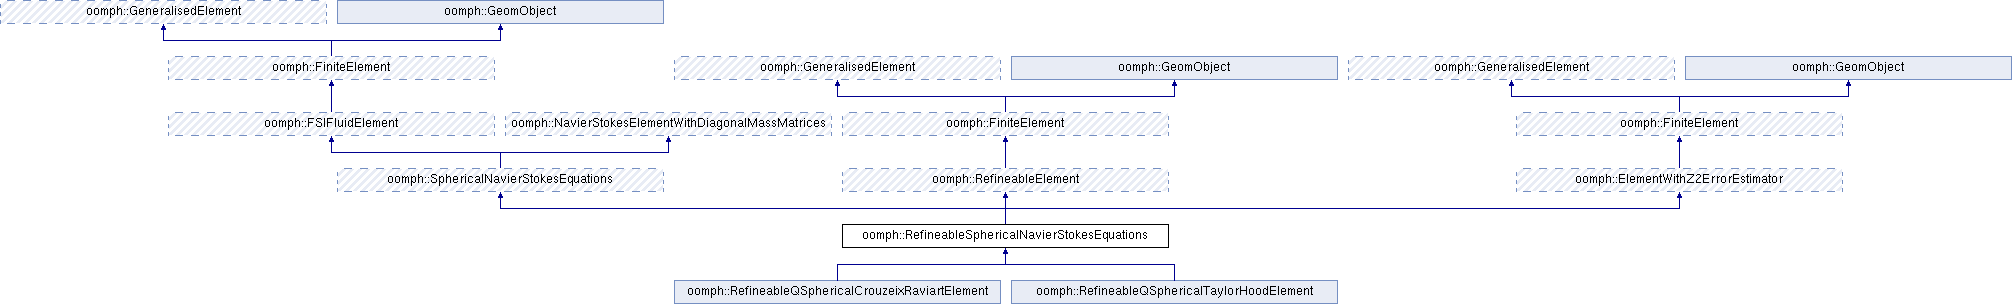 oomph::GeneralisedElement
oomph::GeomObject
oomph::FiniteElement
oomph::GeneralisedElement
oomph::GeomObject
oomph::GeneralisedElement
oomph::GeomObject
oomph::FSIFluidElement
oomph::NavierStokesElementWithDiagonalMassMatrices
oomph::FiniteElement
oomph::FiniteElement
oomph::SphericalNavierStokesEquations
oomph::RefineableElement
oomph::ElementWithZ2ErrorEstimator
oomph::RefineableSphericalNavierStokesEquations
oomph::RefineableQSphericalCrouzeixRaviartElement
oomph::RefineableQSphericalTaylorHoodElement